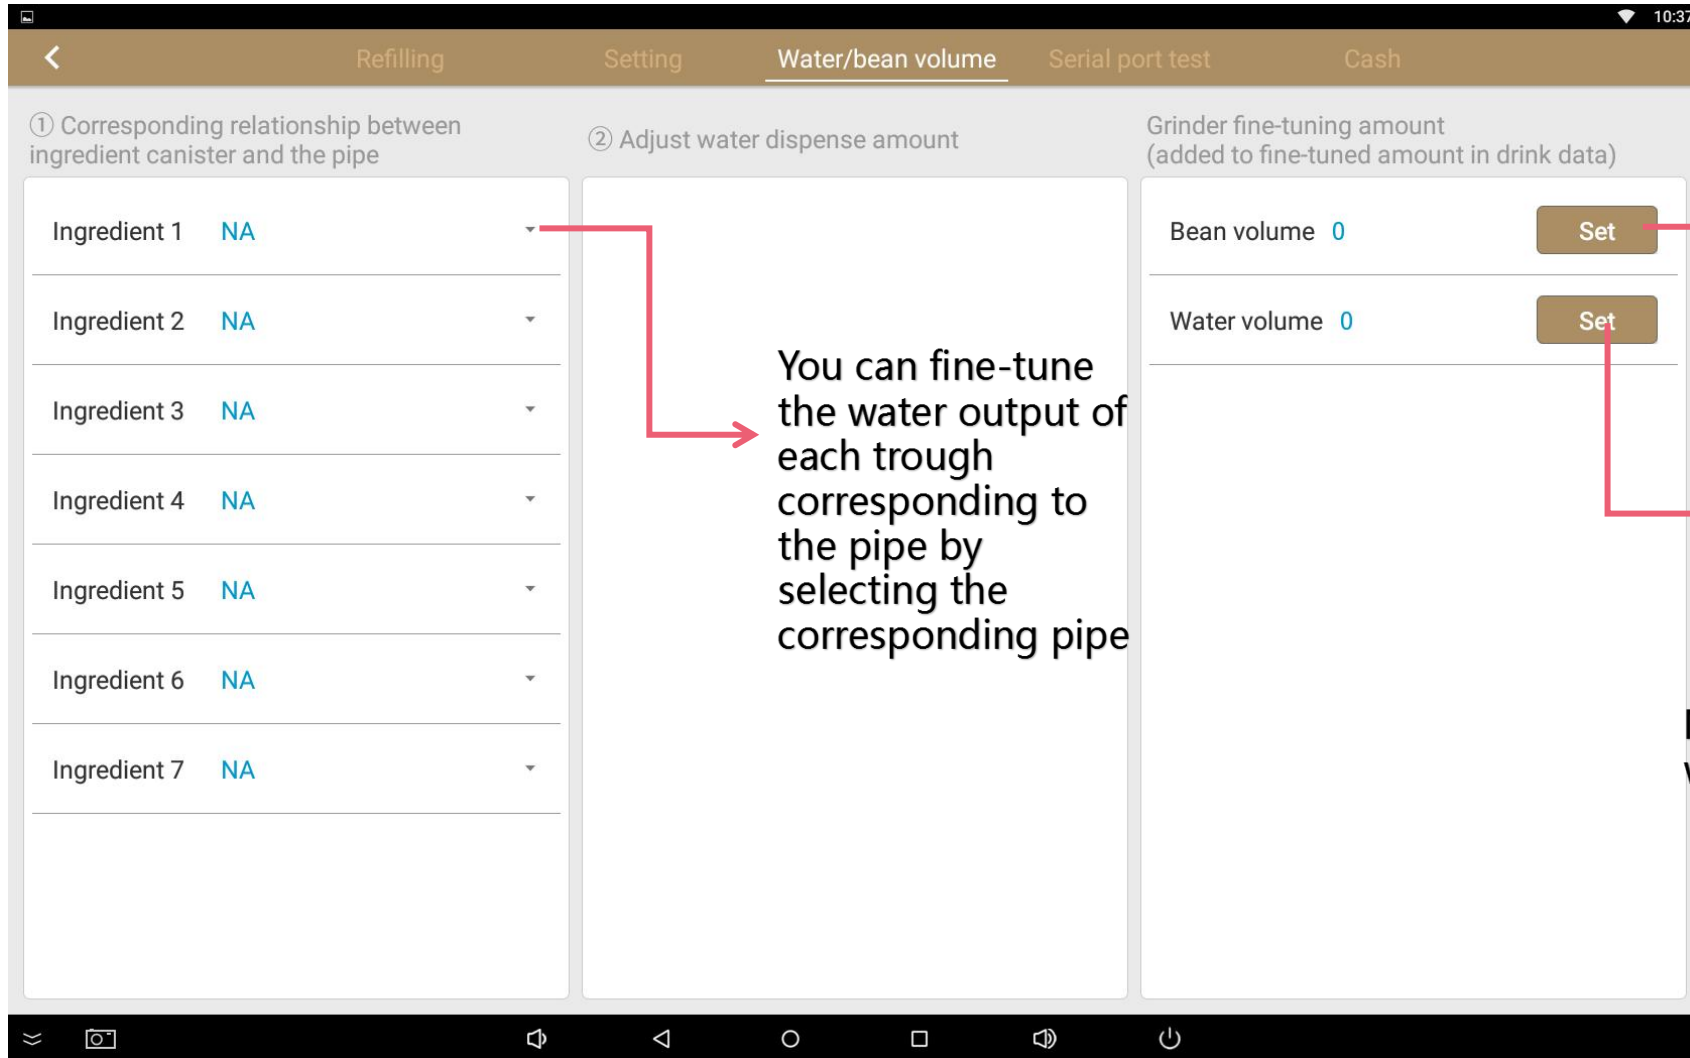 10:37
Refilling
Setting
Water/bean volume
Serial port test
Cash
① Corresponding relationship between
ingredient canister and the pipe
② Adjust water dispense amount
Grinder fine-tuning amount
(added to fine-tuned amount in drink data)
Ingredient 1 NA
Ingredient 2 NA
Ingredient 3 NA
Ingredient 4 NA
Ingredient 5 NA
Ingredient 6 NA
Ingredient 7 NA
You can fine-tune
the water output of
each trough
corresponding to
the pipe by
selecting the
corresponding pipe
Bean volume 0 Set
Water volume 0 Set